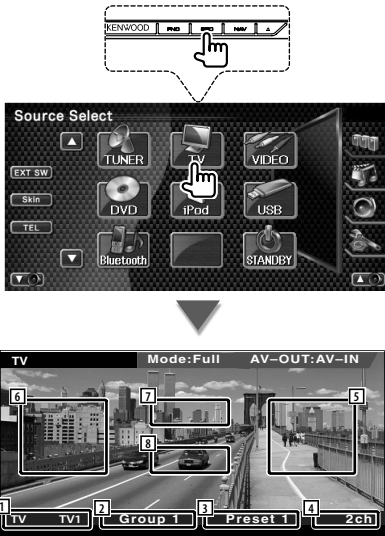 KENWOOD FND SRC NAV
Source Select
TUNER TV VIDEO
EXT SW
Skin
DVD iPod USB
TEL
Bluetooth STANDBY
TV Mode:Full AV-OUT:AV-IN
6 7 5
8
1 2 3 4
TV TV1 Group 1 Preset 1 2ch